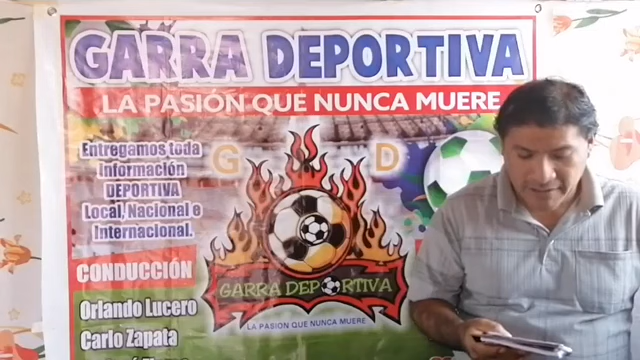 GARRA DEPORTIVA
LA PASIÓN QUE NUNCA MUERE
Entregamos toda
Información
DEPORTIVA
Local, Nacional e
Internacional.
G D
GARRA DEPORTIVA
LA PASION QUE NUNCA MUERE
CONDUCCIÓN
Orlando Lucero
Carlo Zapata